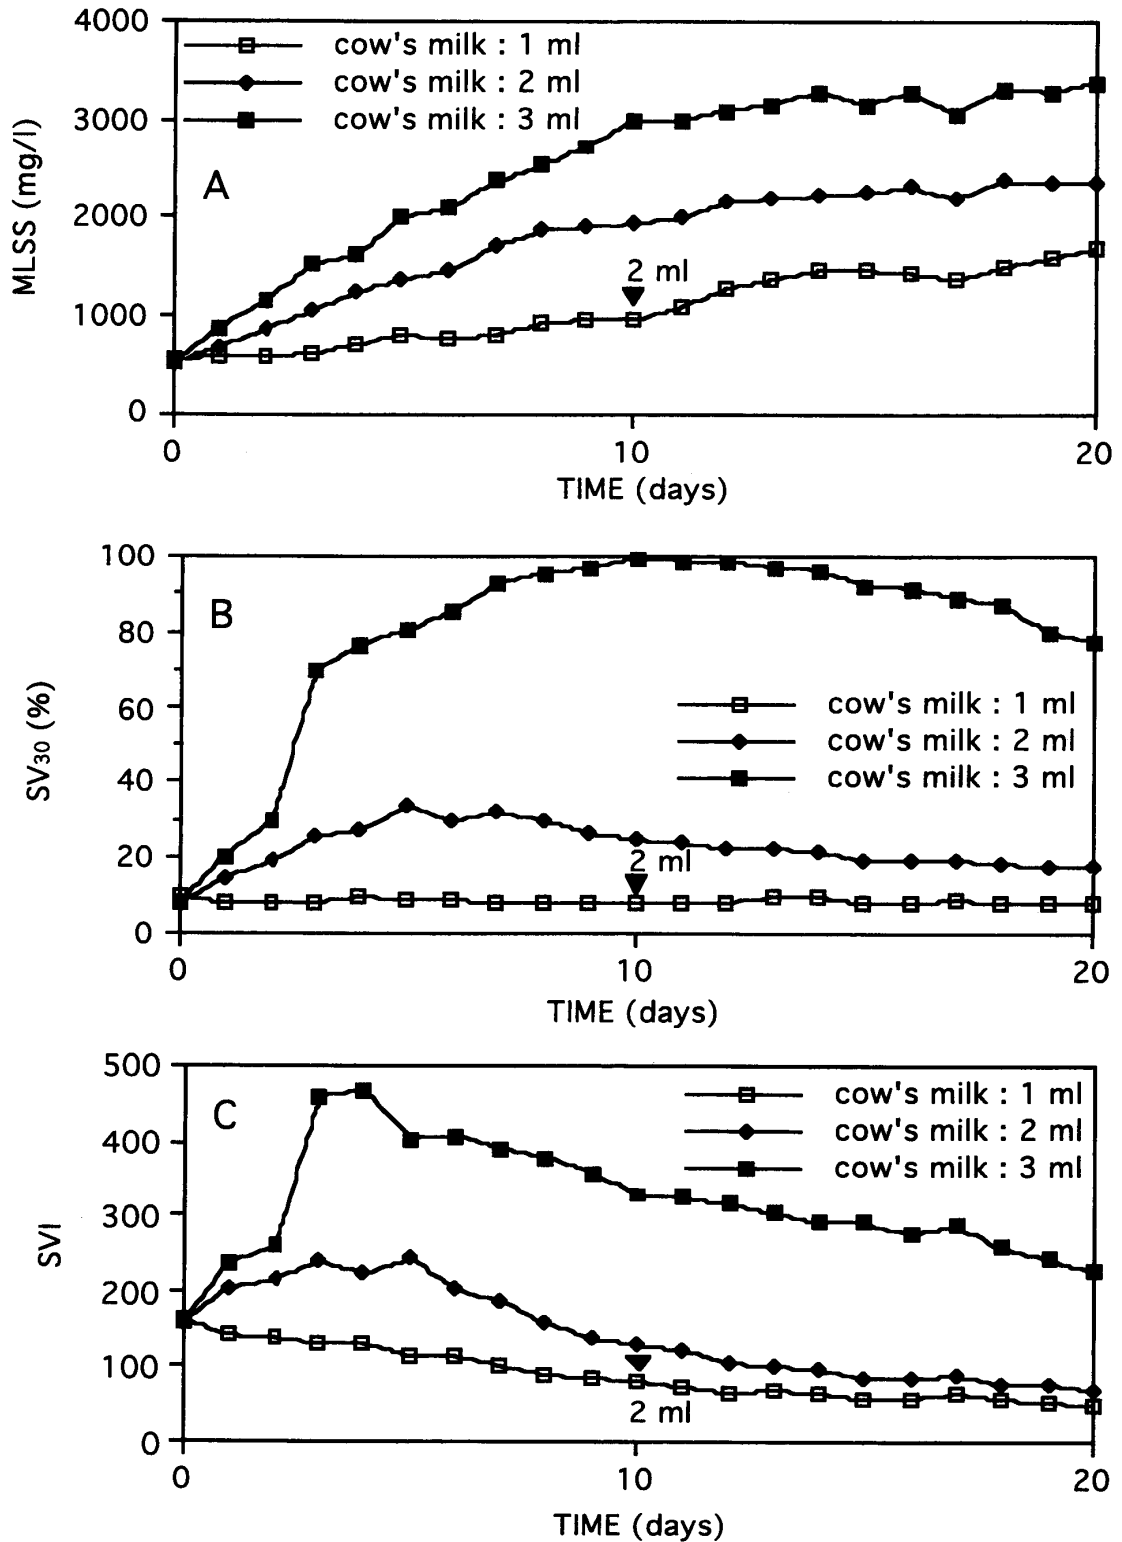 4000
cow's milk : 1 ml
cow's milk : 2 ml
3000
cow's milk : 3 ml
A
MLSS (mg/l)
2000
2 ml
1000
0
0 10 20
TIME (days)
100
B
80
60
cow's milk : 1 ml
cow's milk : 2 ml
SV30 (%)
40
cow's milk : 3 ml
20
2 ml
0
0 10 20
TIME (days)
500
C
cow's milk : 1 ml
cow's milk : 2 ml
400
cow's milk : 3 ml
300
SVI
200
100
2 ml
0
0 10 20
TIME (days)